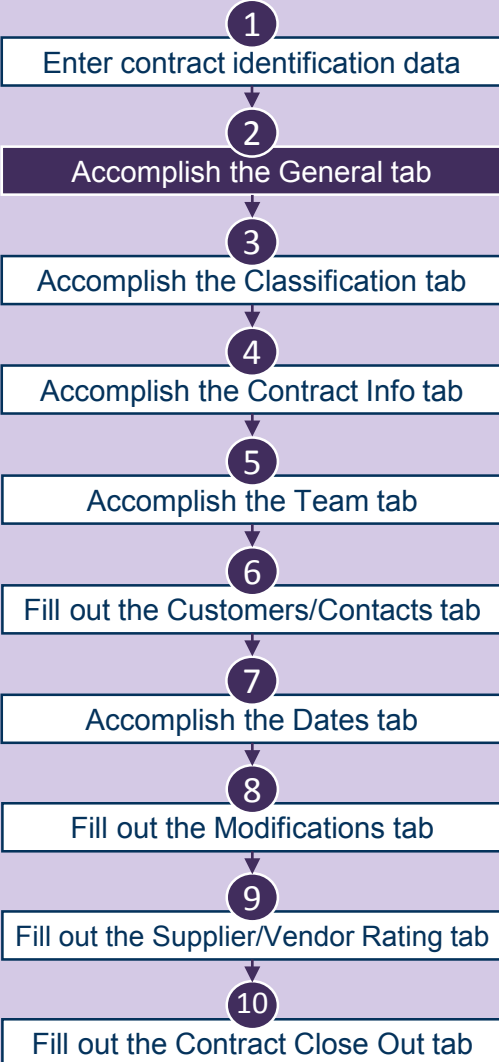 1
Enter contract identification data
2
Accomplish the General tab
3
Accomplish the Classification tab
4
Accomplish the Contract Info tab
5
Accomplish the Team tab
6
Fill out the Customers/Contacts tab
7
Accomplish the Dates tab
8
Fill out the Modifications tab
9
Fill out the Supplier/Vendor Rating tab
10
Fill out the Contract Close Out tab